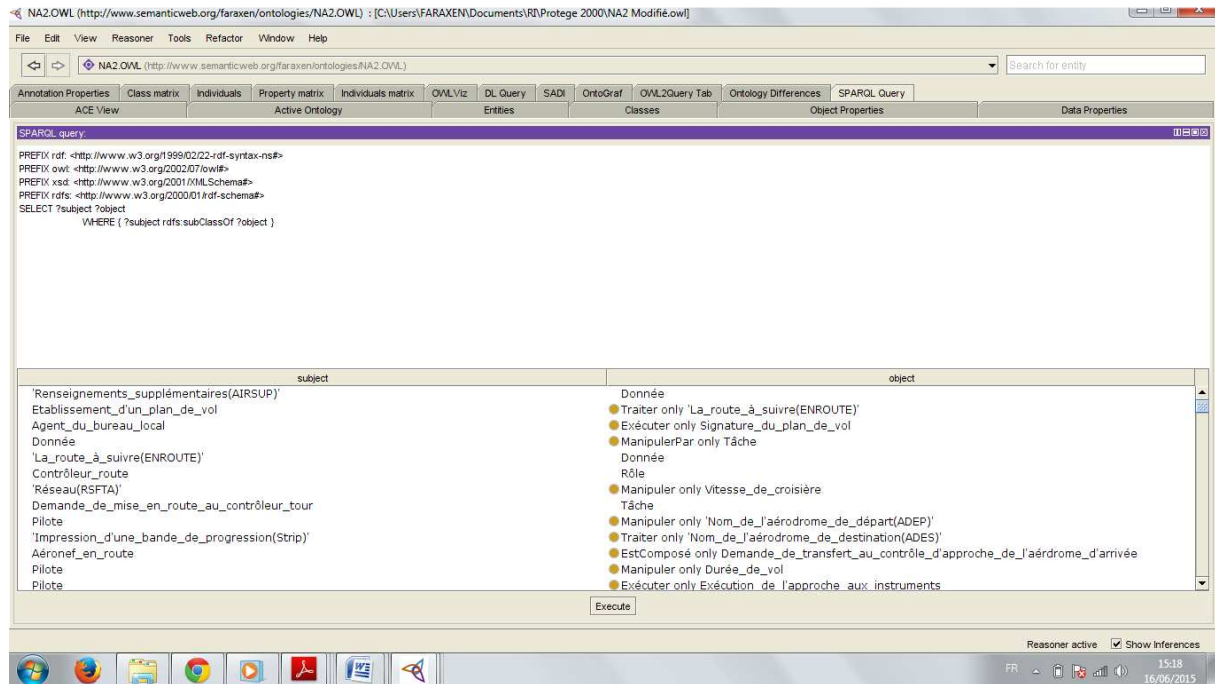 NA2.OWL (http://www.semanticweb.org/faraxen/ontologies/NA2.OWL) : [C:\Users\FARAXEN\Documents\RI\Protege 2000\NA2 Modifié.owl]
File Edit View Reasoner Tools Refactor Window Help
NA2.OWL (http://www.semanticweb.org/faraxen/ontologies/NA2.OWL) Search for entity
Annotation Properties Class matrix Individuals Property matrix Individuals matrix OWLViz DL Query SADI OntoGraf OWL2Query Tab Ontology Differences SPARQL Query
ACE View Active Ontology Entities Classes Object Properties Data Properties
SPARQL query:
PREFIX rdf: <http://www.w3.org/1999/02/22-rdf-syntax-ns#>
PREFIX owl: <http://www.w3.org/2002/07/owl#>
PREFIX xsd: <http://www.w3.org/2001/XMLSchema#>
PREFIX rdfs: <http://www.w3.org/2000/01/rdf-schema#>
SELECT ?subject ?object
WHERE { ?subject rdfs:subClassOf ?object }
subject object
'Renseignements_supplémentaires(AIRSUP)' Donnée
Etablissement_d'un_plan_de_vol Traiter only 'La_route_à_suivre(ENROUTE)'
Agent_du_bureau_local Exécuter only Signature_du_plan_de_vol
Donnée ManipulerPar only Tâche
'La_route_à_suivre(ENROUTE)' Donnée
Contrôleur_route Rôle
'Réseau(RSFTA)' Manipuler only Vitesse_de_croisière
Demande_de_mise_en_route_au_contrôleur_tour Tâche
Pilote Manipuler only 'Nom_de_l'aérodrome_de_départ(ADEP)'
'Impression_d'une_bande_de_progression(Strip)' Traiter only 'Nom_de_l'aérodrome_de_destination(ADES)'
Aéronef_en_route EstComposé only Demande_de_transfert_au_contrôle_d'approche_de_l'aérdrome_d'arrivée
Pilote Manipuler only Durée_de_vol
Pilote Exécuter only Exécution_de_l'approche_aux_instruments
Execute
Reasoner active Show Inferences
FR 15:18
16/06/2015